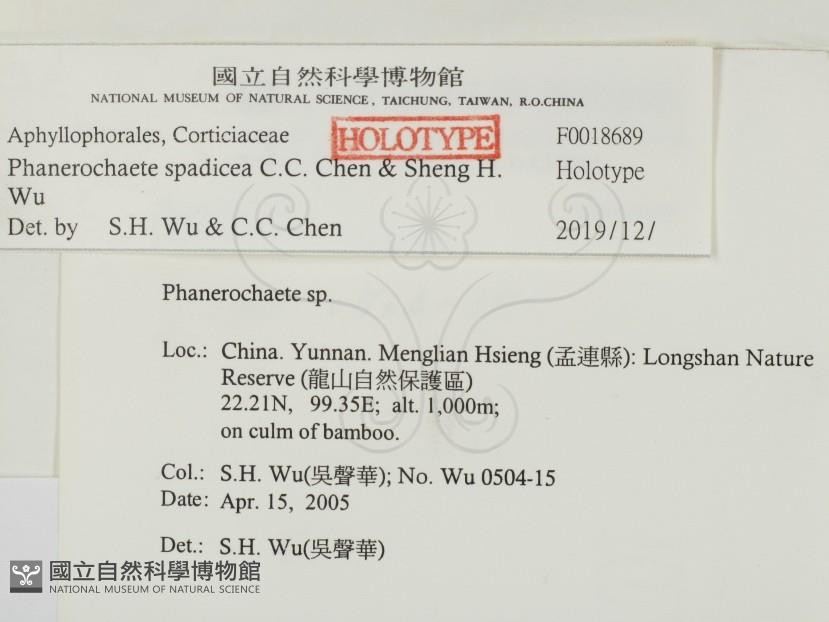 國立自然科學博物館
NATIONAL MUSEUM OF NATURAL SCIENCE, TAICHUNG, TAIWAN, R.O.CHINA
Aphyllophorales, Corticiaceae HOLOTYPE F0018689
Phanerochaete spadicea C.C. Chen & Sheng H. Holotype
Wu
Det. by S.H. Wu & C.C. Chen 2019/12/
Phanerochaete sp.
Loc.: China. Yunnan. Menglian Hsieng (孟連縣): Longshan Nature
Reserve (龍山自然保護區)
22.21N, 99.35E; alt. 1,000m;
on culm of bamboo.
Col.: S.H. Wu(吳聲華); No. Wu 0504-15
Date: Apr. 15, 2005
Det.: S.H. Wu(吳聲華)
國立自然科學博物館
NATIONAL MUSEUM OF NATURAL SCIENCE